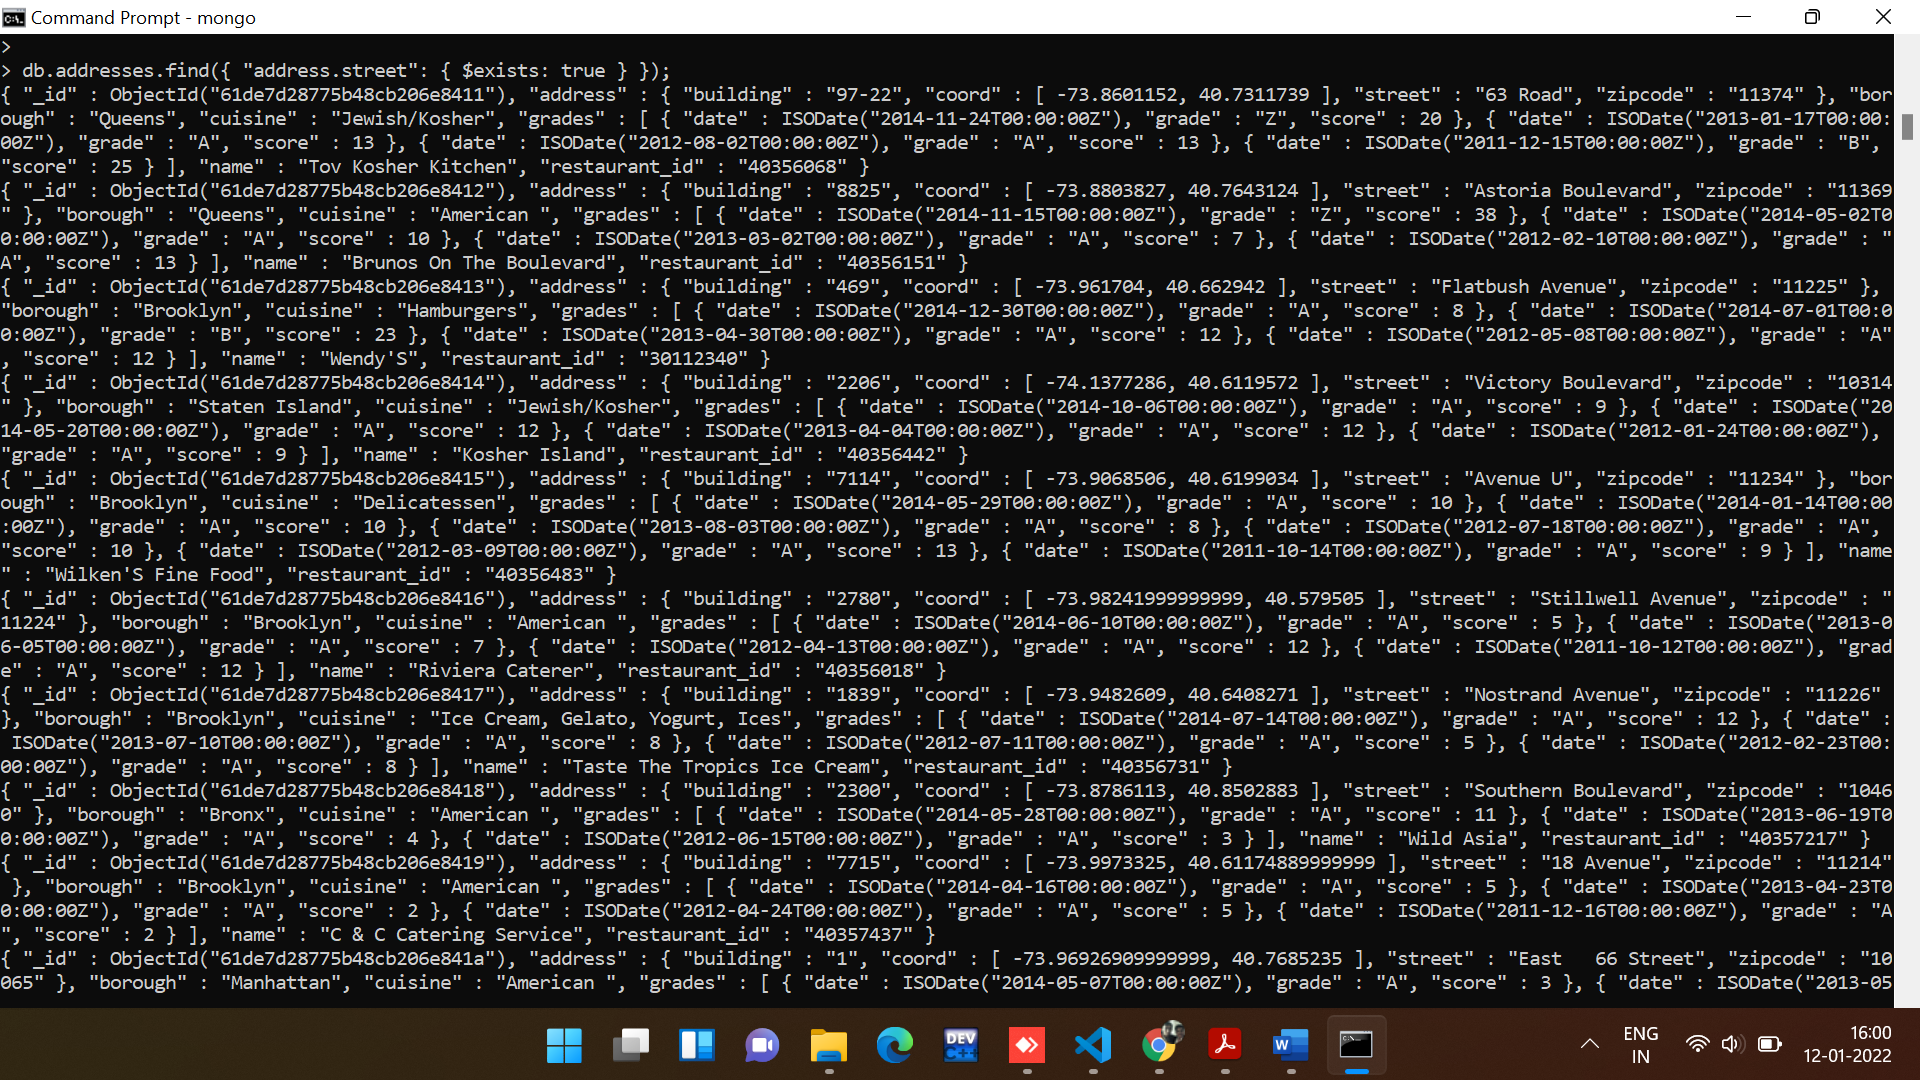 Command Prompt - mongo
>
> db.addresses.find({ "address.street": { $exists: true } });
{ "_id" : ObjectId("61de7d28775b48cb206e8411"), "address" : { "building" : "97-22", "coord" : [ -73.8601152, 40.7311739 ], "street" : "63 Road", "zipcode" : "11374" }, "bor
ough" : "Queens", "cuisine" : "Jewish/Kosher", "grades" : [ { "date" : ISODate("2014-11-24T00:00:00Z"), "grade" : "Z", "score" : 20 }, { "date" : ISODate("2013-01-17T00:00:
00Z"), "grade" : "A", "score" : 13 }, { "date" : ISODate("2012-08-02T00:00:00Z"), "grade" : "A", "score" : 13 }, { "date" : ISODate("2011-12-15T00:00:00Z"), "grade" : "B",
"score" : 25 } ], "name" : "Tov Kosher Kitchen", "restaurant_id" : "40356068" }
{ "_id" : ObjectId("61de7d28775b48cb206e8412"), "address" : { "building" : "8825", "coord" : [ -73.8803827, 40.7643124 ], "street" : "Astoria Boulevard", "zipcode" : "11369
" }, "borough" : "Queens", "cuisine" : "American ", "grades" : [ { "date" : ISODate("2014-11-15T00:00:00Z"), "grade" : "Z", "score" : 38 }, { "date" : ISODate("2014-05-02T0
0:00:00Z"), "grade" : "A", "score" : 10 }, { "date" : ISODate("2013-03-02T00:00:00Z"), "grade" : "A", "score" : 7 }, { "date" : ISODate("2012-02-10T00:00:00Z"), "grade" : "
A", "score" : 13 } ], "name" : "Brunos On The Boulevard", "restaurant_id" : "40356151" }
{ "_id" : ObjectId("61de7d28775b48cb206e8413"), "address" : { "building" : "469", "coord" : [ -73.961704, 40.662942 ], "street" : "Flatbush Avenue", "zipcode" : "11225" },
"borough" : "Brooklyn", "cuisine" : "Hamburgers", "grades" : [ { "date" : ISODate("2014-12-30T00:00:00Z"), "grade" : "A", "score" : 8 }, { "date" : ISODate("2014-07-01T00:0
0:00Z"), "grade" : "B", "score" : 23 }, { "date" : ISODate("2013-04-30T00:00:00Z"), "grade" : "A", "score" : 12 }, { "date" : ISODate("2012-05-08T00:00:00Z"), "grade" : "A"
, "score" : 12 } ], "name" : "Wendy'S", "restaurant_id" : "30112340" }
{ "_id" : ObjectId("61de7d28775b48cb206e8414"), "address" : { "building" : "2206", "coord" : [ -74.1377286, 40.6119572 ], "street" : "Victory Boulevard", "zipcode" : "10314
" }, "borough" : "Staten Island", "cuisine" : "Jewish/Kosher", "grades" : [ { "date" : ISODate("2014-10-06T00:00:00Z"), "grade" : "A", "score" : 9 }, { "date" : ISODate("20
14-05-20T00:00:00Z"), "grade" : "A", "score" : 12 }, { "date" : ISODate("2013-04-04T00:00:00Z"), "grade" : "A", "score" : 12 }, { "date" : ISODate("2012-01-24T00:00:00Z"),
"grade" : "A", "score" : 9 } ], "name" : "Kosher Island", "restaurant_id" : "40356442" }
{ "_id" : ObjectId("61de7d28775b48cb206e8415"), "address" : { "building" : "7114", "coord" : [ -73.9068506, 40.6199034 ], "street" : "Avenue U", "zipcode" : "11234" }, "bor
ough" : "Brooklyn", "cuisine" : "Delicatessen", "grades" : [ { "date" : ISODate("2014-05-29T00:00:00Z"), "grade" : "A", "score" : 10 }, { "date" : ISODate("2014-01-14T00:00
:00Z"), "grade" : "A", "score" : 10 }, { "date" : ISODate("2013-08-03T00:00:00Z"), "grade" : "A", "score" : 8 }, { "date" : ISODate("2012-07-18T00:00:00Z"), "grade" : "A",
"score" : 10 }, { "date" : ISODate("2012-03-09T00:00:00Z"), "grade" : "A", "score" : 13 }, { "date" : ISODate("2011-10-14T00:00:00Z"), "grade" : "A", "score" : 9 } ], "name
" : "Wilken'S Fine Food", "restaurant_id" : "40356483" }
{ "_id" : ObjectId("61de7d28775b48cb206e8416"), "address" : { "building" : "2780", "coord" : [ -73.98241999999999, 40.579505 ], "street" : "Stillwell Avenue", "zipcode" : "
11224" }, "borough" : "Brooklyn", "cuisine" : "American ", "grades" : [ { "date" : ISODate("2014-06-10T00:00:00Z"), "grade" : "A", "score" : 5 }, { "date" : ISODate("2013-0
6-05T00:00:00Z"), "grade" : "A", "score" : 7 }, { "date" : ISODate("2012-04-13T00:00:00Z"), "grade" : "A", "score" : 12 }, { "date" : ISODate("2011-10-12T00:00:00Z"), "grad
e" : "A", "score" : 12 } ], "name" : "Riviera Caterer", "restaurant_id" : "40356018" }
{ "_id" : ObjectId("61de7d28775b48cb206e8417"), "address" : { "building" : "1839", "coord" : [ -73.9482609, 40.6408271 ], "street" : "Nostrand Avenue", "zipcode" : "11226"
}, "borough" : "Brooklyn", "cuisine" : "Ice Cream, Gelato, Yogurt, Ices", "grades" : [ { "date" : ISODate("2014-07-14T00:00:00Z"), "grade" : "A", "score" : 12 }, { "date" :
 ISODate("2013-07-10T00:00:00Z"), "grade" : "A", "score" : 8 }, { "date" : ISODate("2012-07-11T00:00:00Z"), "grade" : "A", "score" : 5 }, { "date" : ISODate("2012-02-23T00:
00:00Z"), "grade" : "A", "score" : 8 } ], "name" : "Taste The Tropics Ice Cream", "restaurant_id" : "40356731" }
{ "_id" : ObjectId("61de7d28775b48cb206e8418"), "address" : { "building" : "2300", "coord" : [ -73.8786113, 40.8502883 ], "street" : "Southern Boulevard", "zipcode" : "1046
0" }, "borough" : "Bronx", "cuisine" : "American ", "grades" : [ { "date" : ISODate("2014-05-28T00:00:00Z"), "grade" : "A", "score" : 11 }, { "date" : ISODate("2013-06-19T0
0:00:00Z"), "grade" : "A", "score" : 4 }, { "date" : ISODate("2012-06-15T00:00:00Z"), "grade" : "A", "score" : 3 } ], "name" : "Wild Asia", "restaurant_id" : "40357217" }
{ "_id" : ObjectId("61de7d28775b48cb206e8419"), "address" : { "building" : "7715", "coord" : [ -73.9973325, 40.61174889999999 ], "street" : "18 Avenue", "zipcode" : "11214"
 }, "borough" : "Brooklyn", "cuisine" : "American ", "grades" : [ { "date" : ISODate("2014-04-16T00:00:00Z"), "grade" : "A", "score" : 5 }, { "date" : ISODate("2013-04-23T0
0:00:00Z"), "grade" : "A", "score" : 2 }, { "date" : ISODate("2012-04-24T00:00:00Z"), "grade" : "A", "score" : 5 }, { "date" : ISODate("2011-12-16T00:00:00Z"), "grade" : "A
", "score" : 2 } ], "name" : "C & C Catering Service", "restaurant_id" : "40357437" }
{ "_id" : ObjectId("61de7d28775b48cb206e841a"), "address" : { "building" : "1", "coord" : [ -73.96926909999999, 40.7685235 ], "street" : "East   66 Street", "zipcode" : "10
065" }, "borough" : "Manhattan", "cuisine" : "American ", "grades" : [ { "date" : ISODate("2014-05-07T00:00:00Z"), "grade" : "A", "score" : 3 }, { "date" : ISODate("2013-05
DEV
C++
W
ENG
IN
16:00
12-01-2022